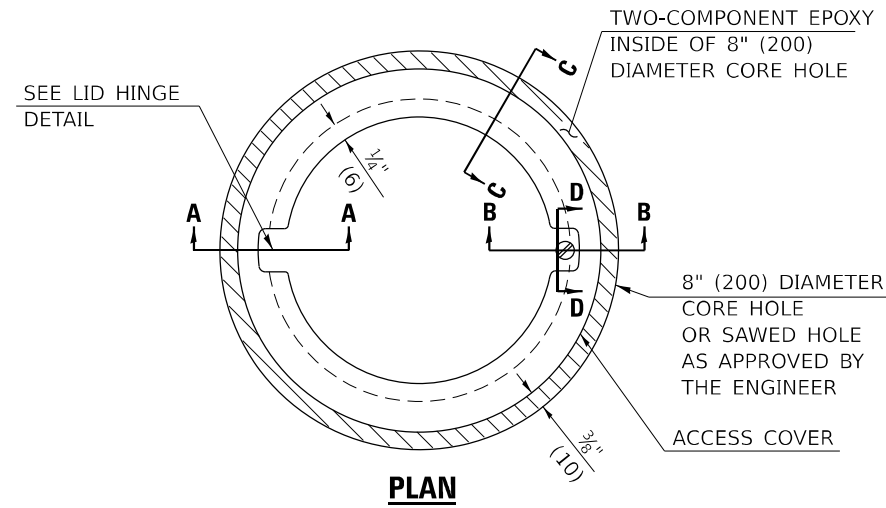 TWO-COMPONENT EPOXY
INSIDE OF 8" (200)
DIAMETER CORE HOLE
SEE LID HINGE
DETAIL
C
C
1/4"
(6)
A
A
B
B
D
D
8" (200) DIAMETER
CORE HOLE
OR SAWED HOLE
AS APPROVED BY
THE ENGINEER
ACCESS COVER
3/8"
(10)
PLAN